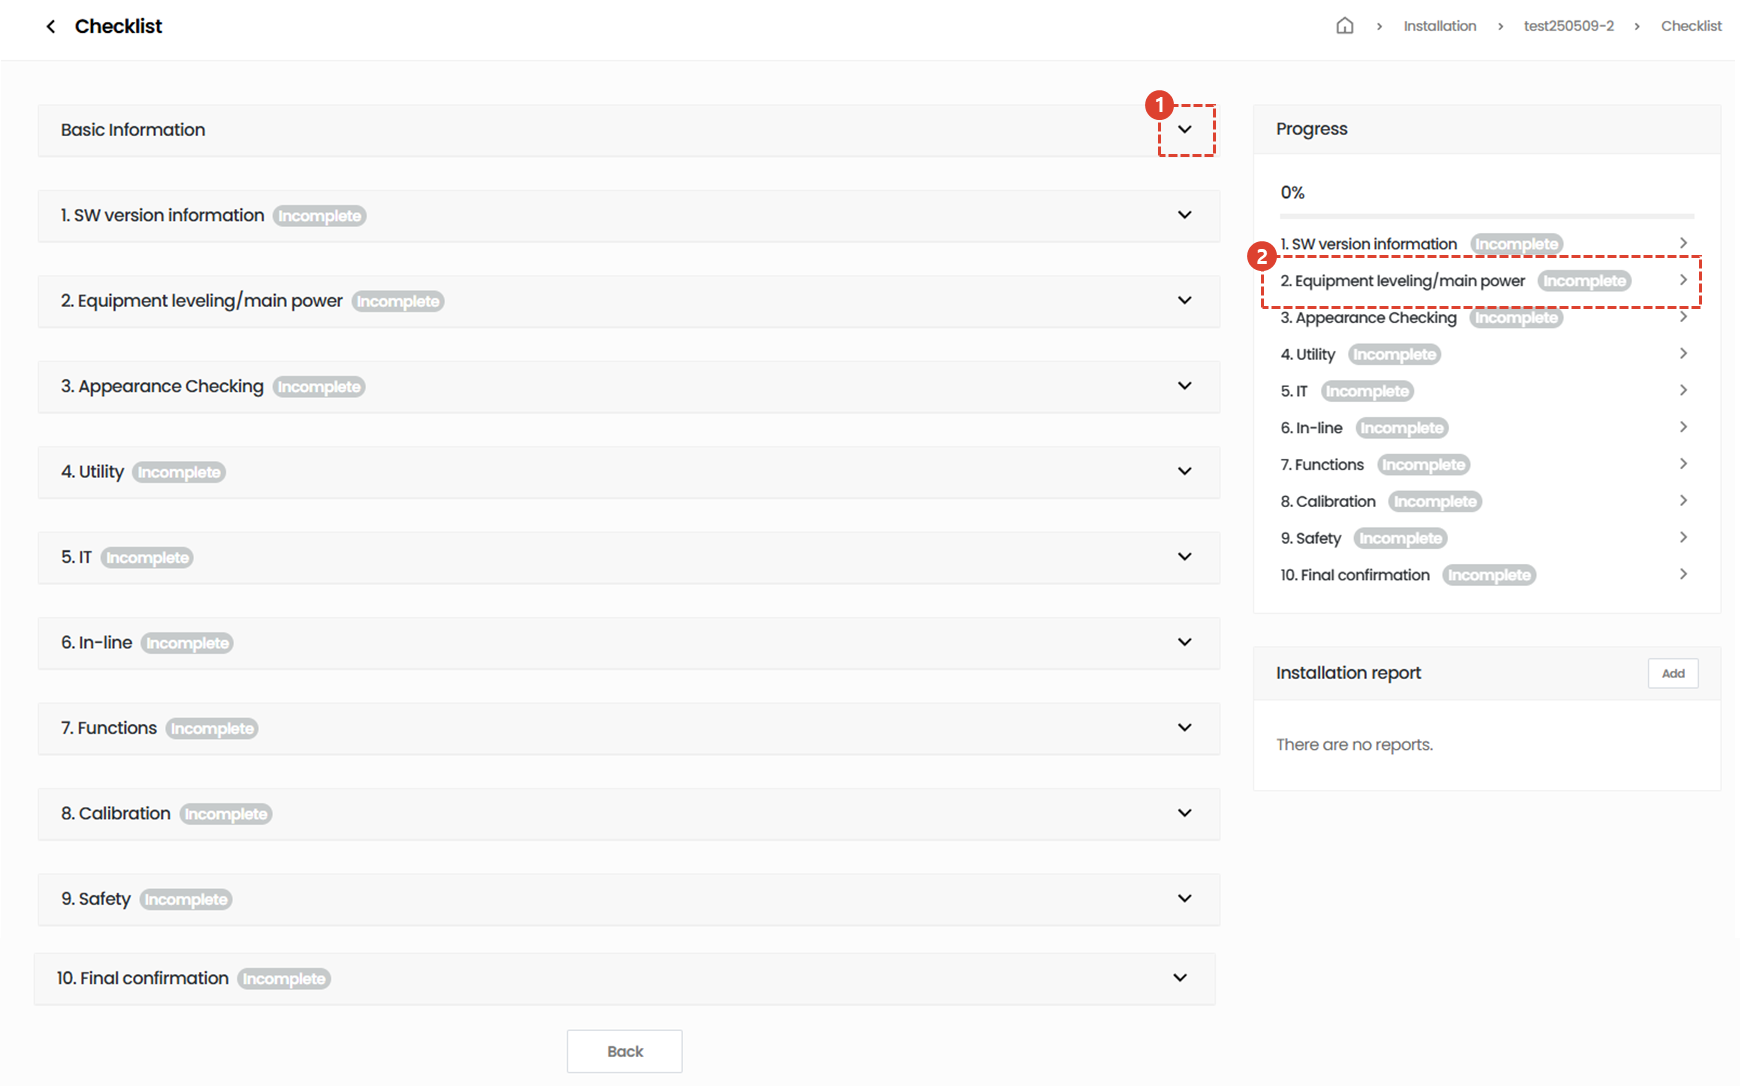 Checklist
Installation
test250509-2
Checklist
1
Basic Information
1. SW version information Incomplete
2. Equipment leveling/main power Incomplete
3. Appearance Checking Incomplete
4. Utility Incomplete
5. IT Incomplete
6. In-line Incomplete
7. Functions Incomplete
8. Calibration Incomplete
9. Safety Incomplete
10. Final confirmation Incomplete
Back
Progress
0%
1. SW version information Incomplete
2
2. Equipment leveling/main power Incomplete
3. Appearance Checking Incomplete
4. Utility Incomplete
5. IT Incomplete
6. In-line Incomplete
7. Functions Incomplete
8. Calibration Incomplete
9. Safety Incomplete
10. Final confirmation Incomplete
Installation report
Add
There are no reports.